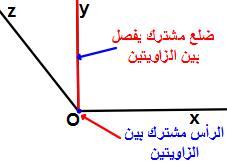 z
y
ضلع مشترك يفصل
بين الزاويتين
O
x
الرأس مشترك بين
الزاويتين